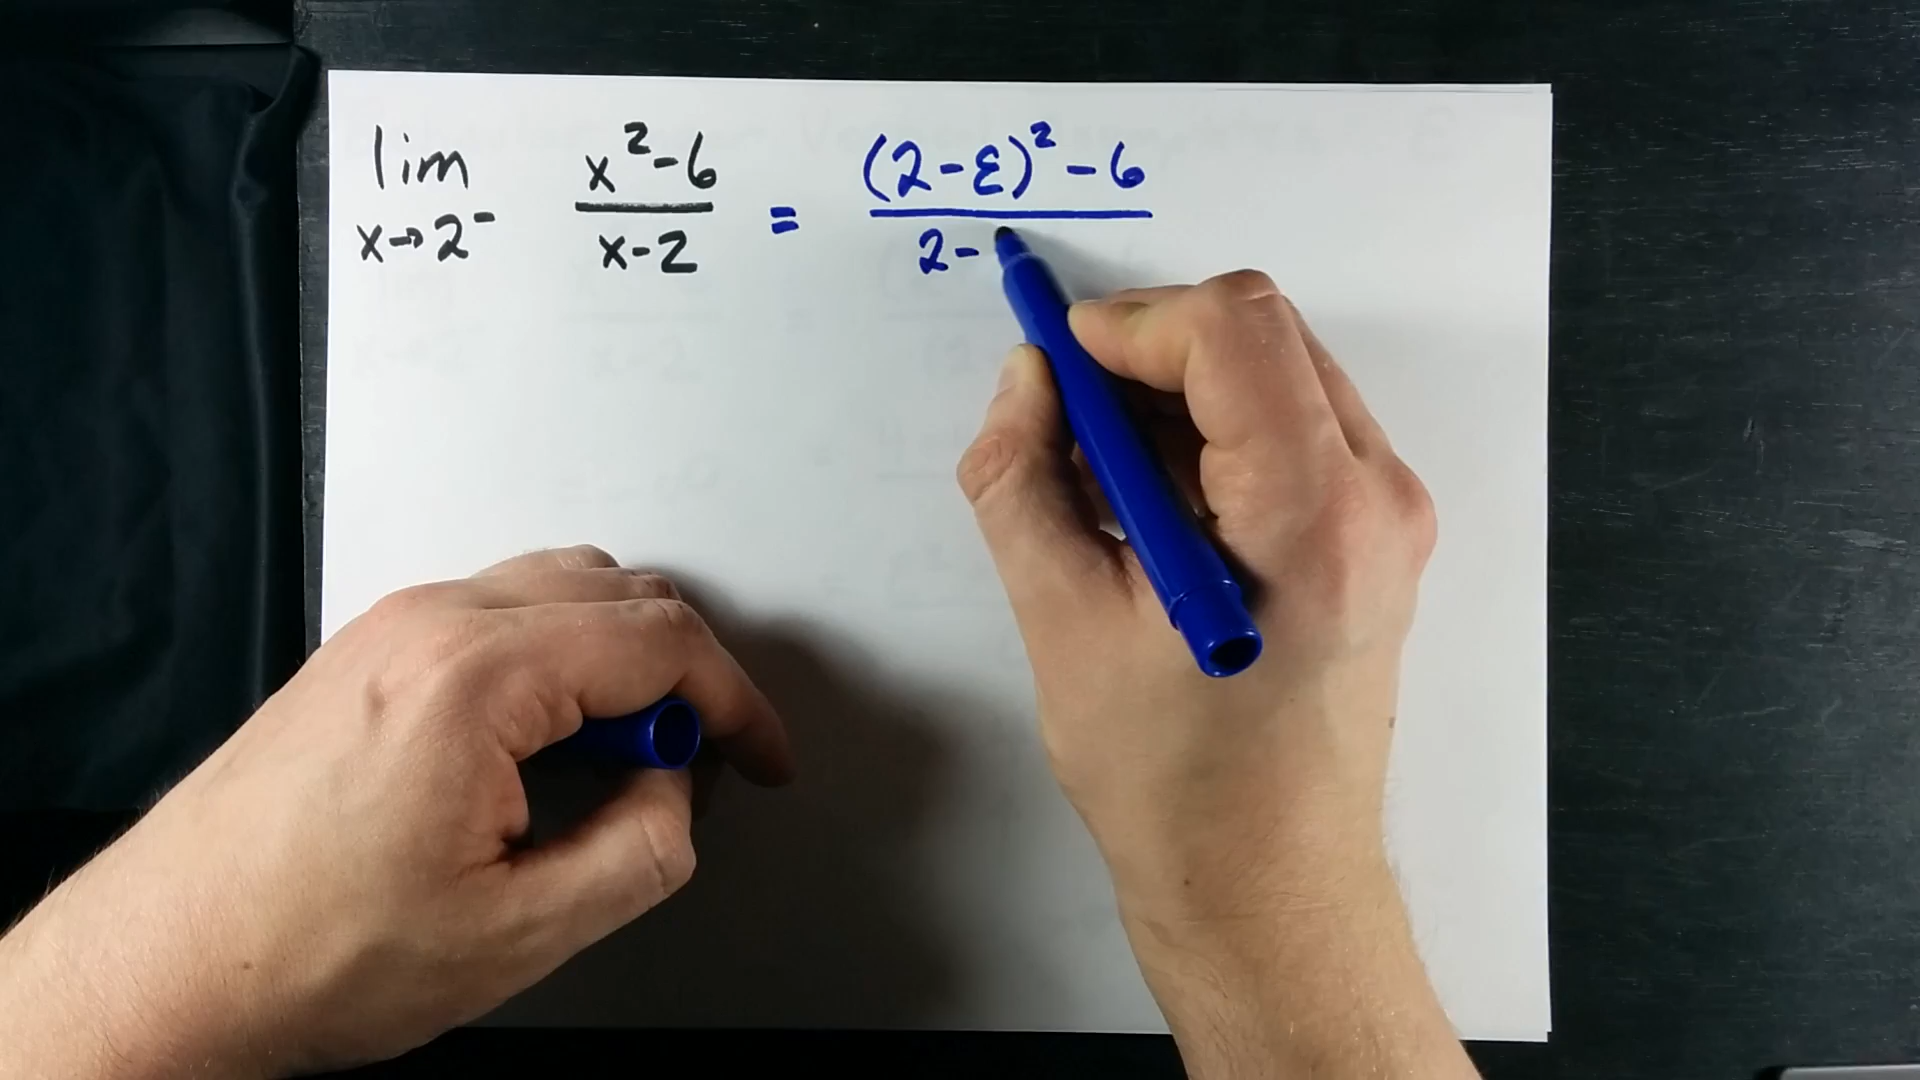 lim x→2⁻ x²-6 / x-2 = (2-ε)²-6 / 2-